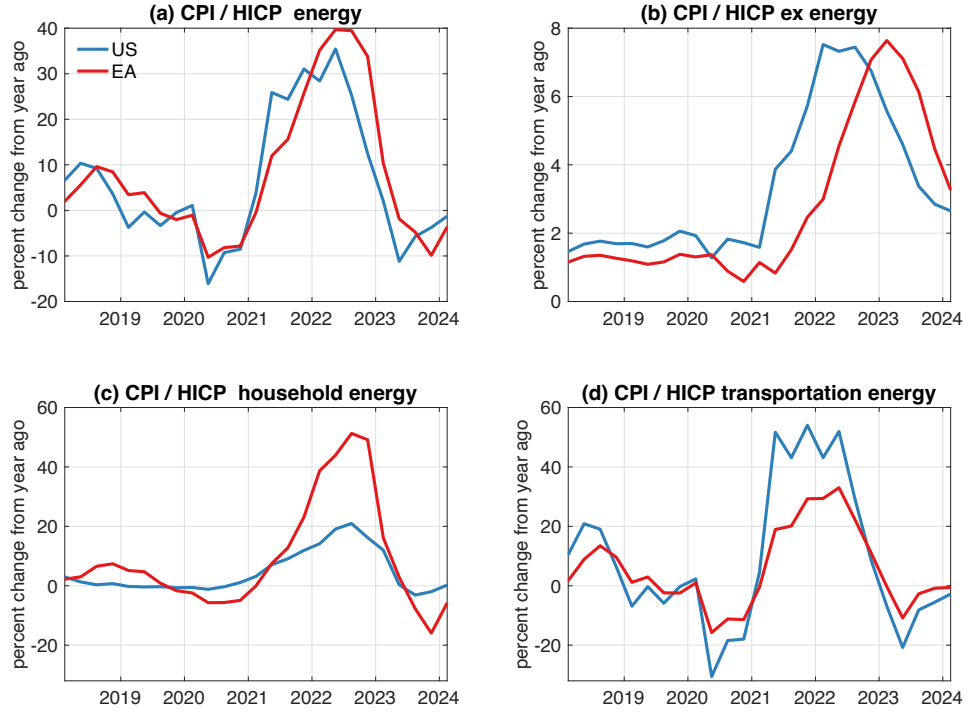 (a) CPI / HICP energy
percent change from year ago
40
30
20
10
0
-10
-20
US
EA
2019 2020 2021 2022 2023 2024
(b) CPI / HICP ex energy
percent change from year ago
8
6
4
2
0
2019 2020 2021 2022 2023 2024
(c) CPI / HICP household energy
percent change from year ago
60
40
20
0
-20
2019 2020 2021 2022 2023 2024
(d) CPI / HICP transportation energy
percent change from year ago
60
40
20
0
-20
2019 2020 2021 2022 2023 2024